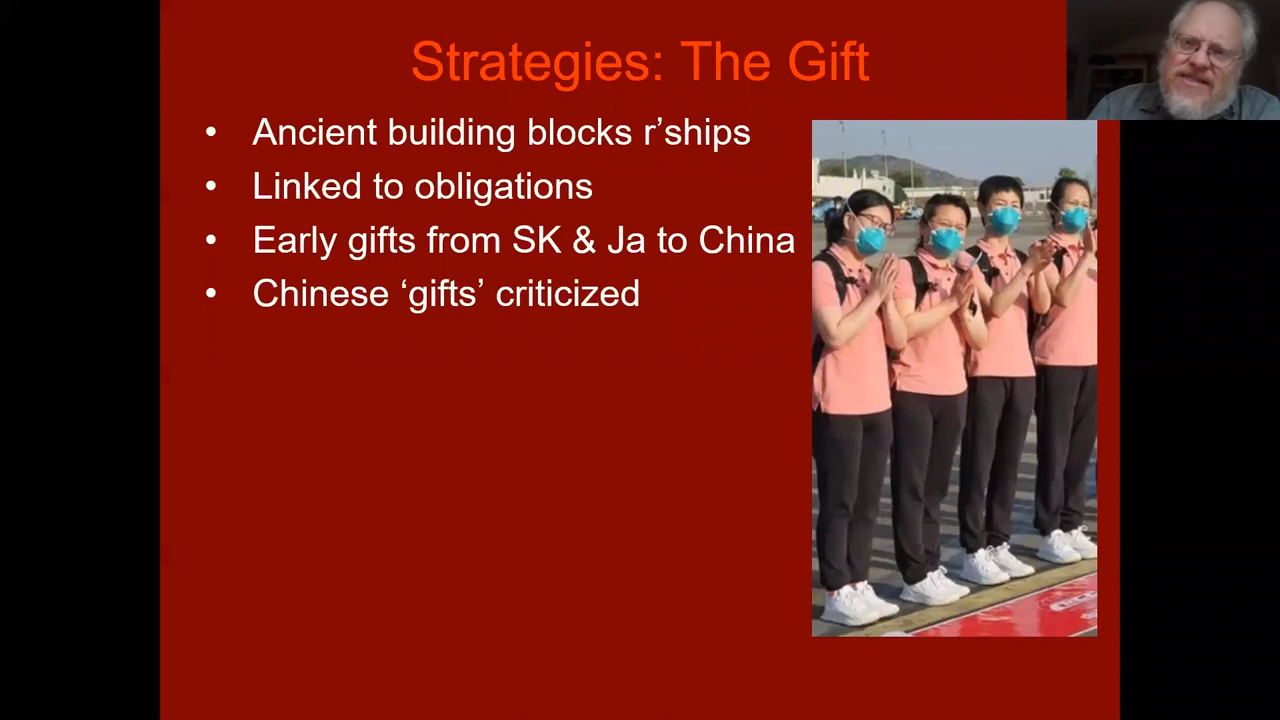 Strategies: The Gift
• Ancient building blocks r’ships
• Linked to obligations
• Early gifts from SK & Ja to China
• Chinese ‘gifts’ criticized